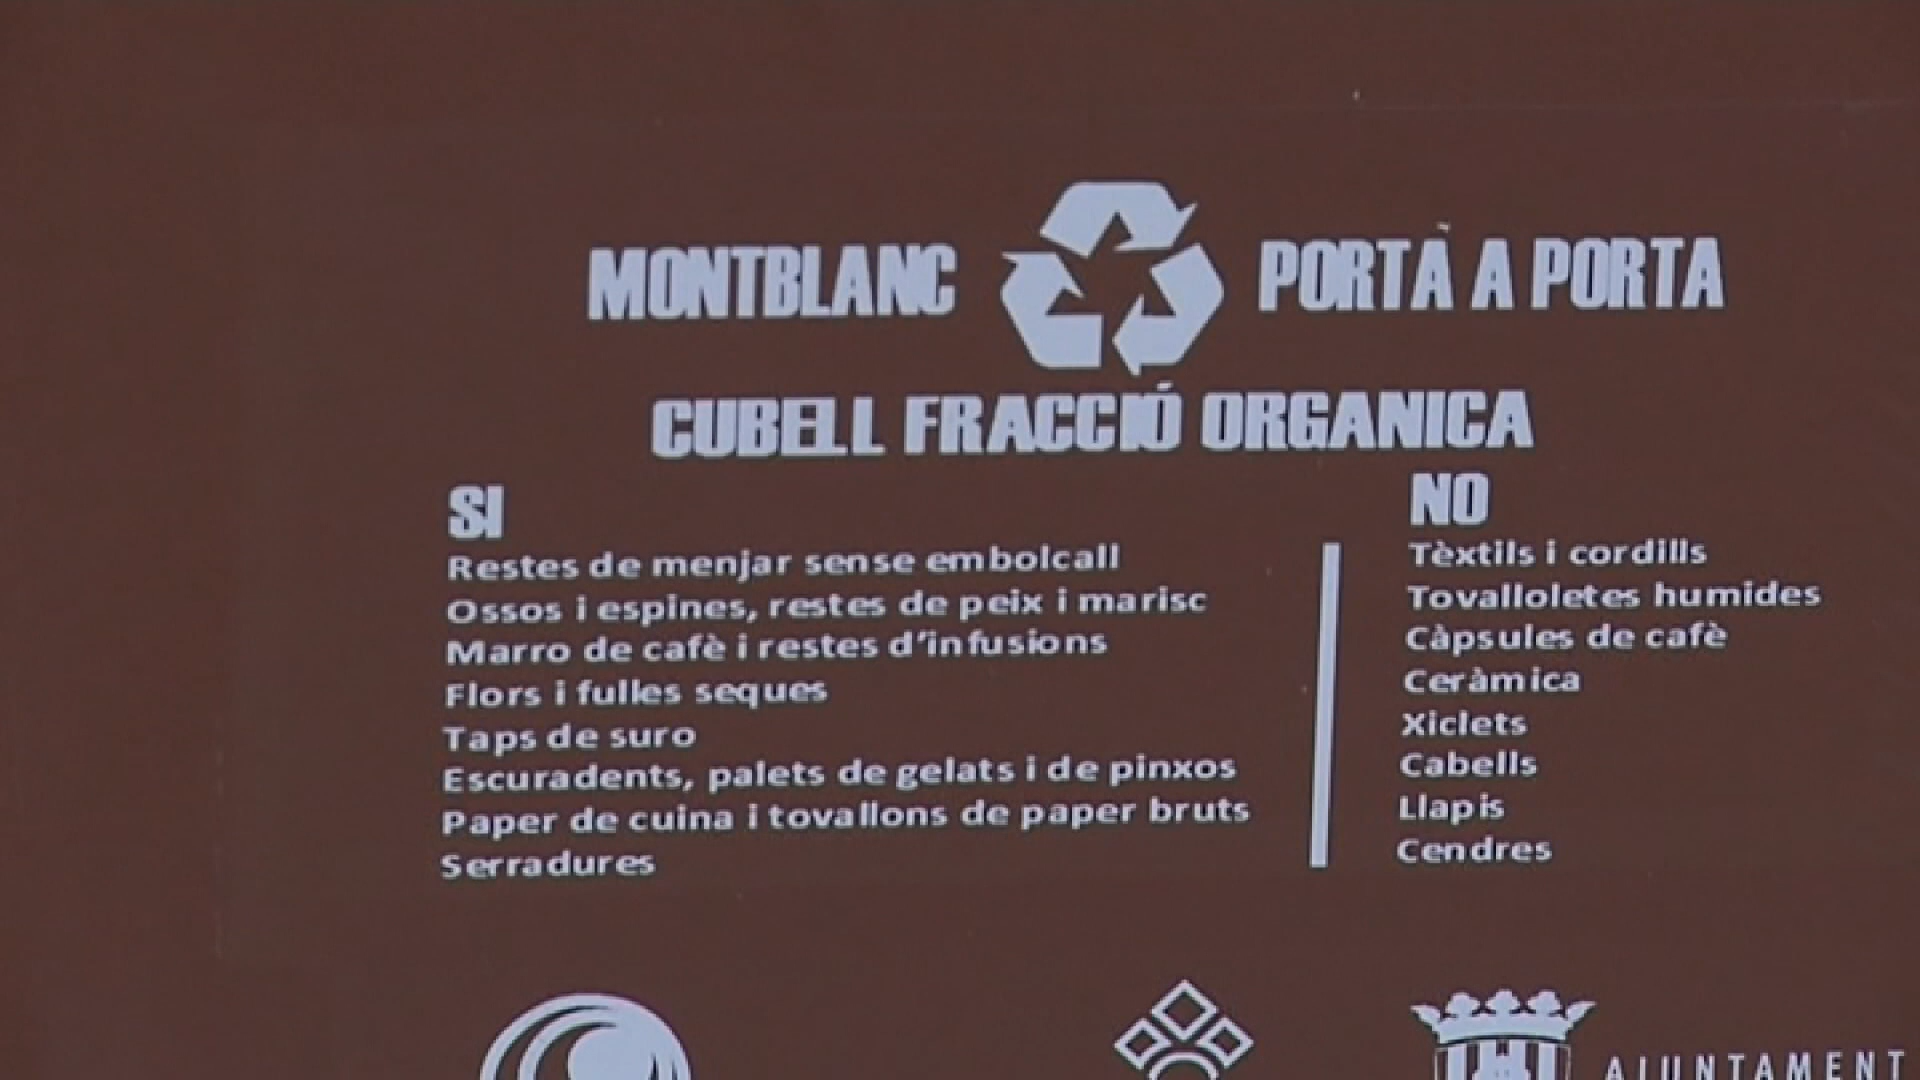 MONTBLANC PORTA A PORTA
CUBELL FRACCIÓ ORGANICA
SI
Restes de menjar sense embolcall
Ossos i espines, restes de peix i marisc
Marro de cafè i restes d'infusions
Flors i fulles seques
Taps de suro
Escuradents, palets de gelats i de pinxos
Paper de cuina i tovallons de paper bruts
Serradures
NO
Tèxtils i cordills
Tovalloletes humides
Càpsules de cafè
Ceràmica
Xiclets
Cabells
Llapis
Cendres
AJUNTAMENT